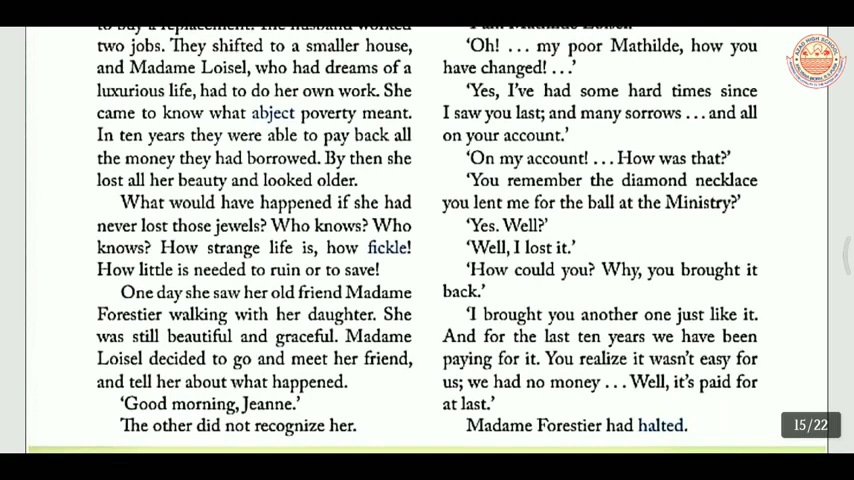 to buy a replacement. The husband worked
two jobs. They shifted to a smaller house,
and Madame Loisel, who had dreams of a
luxurious life, had to do her own work. She
came to know what abject poverty meant.
In ten years they were able to pay back all
the money they had borrowed. By then she
lost all her beauty and looked older.
What would have happened if she had
never lost those jewels? Who knows? Who
knows? How strange life is, how fickle!
How little is needed to ruin or to save!
One day she saw her old friend Madame
Forestier walking with her daughter. She
was still beautiful and graceful. Madame
Loisel decided to go and meet her friend,
and tell her about what happened.
‘Good morning, Jeanne.’
The other did not recognize her.
‘Oh! . . . my poor Mathilde, how you
have changed! . . .’
‘Yes, I’ve had some hard times since
I saw you last; and many sorrows . . . and all
on your account.’
‘On my account! . . . How was that?’
‘You remember the diamond necklace
you lent me for the ball at the Ministry?’
‘Yes. Well?’
‘Well, I lost it.’
‘How could you? Why, you brought it
back.’
‘I brought you another one just like it.
And for the last ten years we have been
paying for it. You realize it wasn’t easy for
us; we had no money . . . Well, it’s paid for
at last.’
Madame Forestier had halted.
15/22
AZAD HIGH SCHOOL